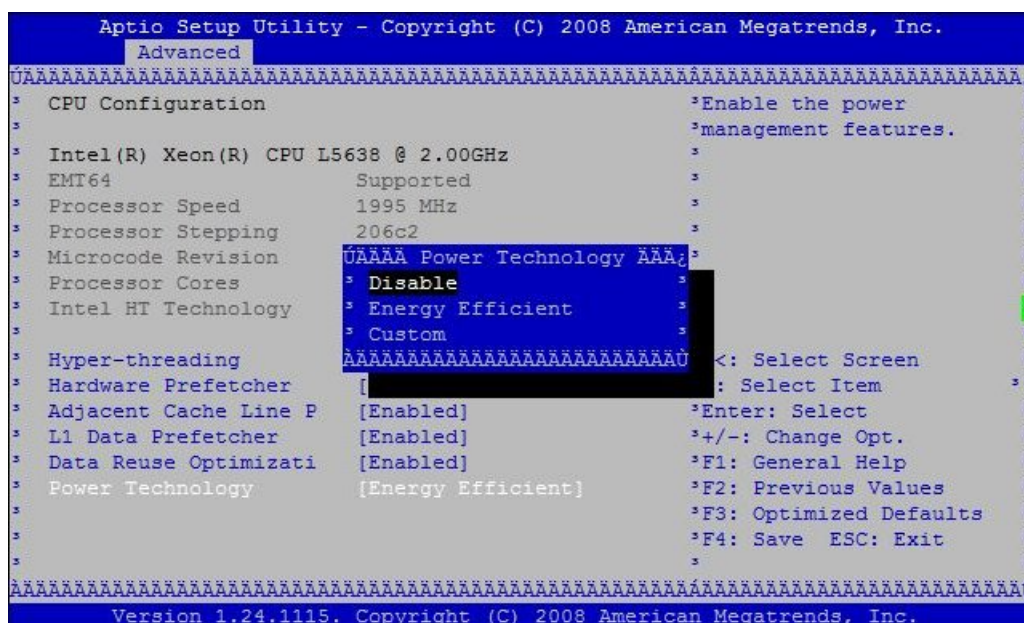 Aptio Setup Utility - Copyright (C) 2008 American Megatrends, Inc.
Advanced
CPU Configuration
Intel(R) Xeon(R) CPU L5638 @ 2.00GHz
EMT64 Supported
Processor Speed 1995 MHz
Processor Stepping 206c2
Microcode Revision
Processor Cores
Intel HT Technology
Hyper-threading
Hardware Prefetcher [
Adjacent Cache Line P [Enabled]
L1 Data Prefetcher [Enabled]
Data Reuse Optimizati [Enabled]
Power Technology [Energy Efficient]
Power Technology
Disable
Energy Efficient
Custom
Enable the power
management features.
<: Select Screen
: Select Item
Enter: Select
+/-: Change Opt.
F1: General Help
F2: Previous Values
F3: Optimized Defaults
F4: Save ESC: Exit
Version 1.24.1115. Copyright (C) 2008 American Megatrends, Inc.